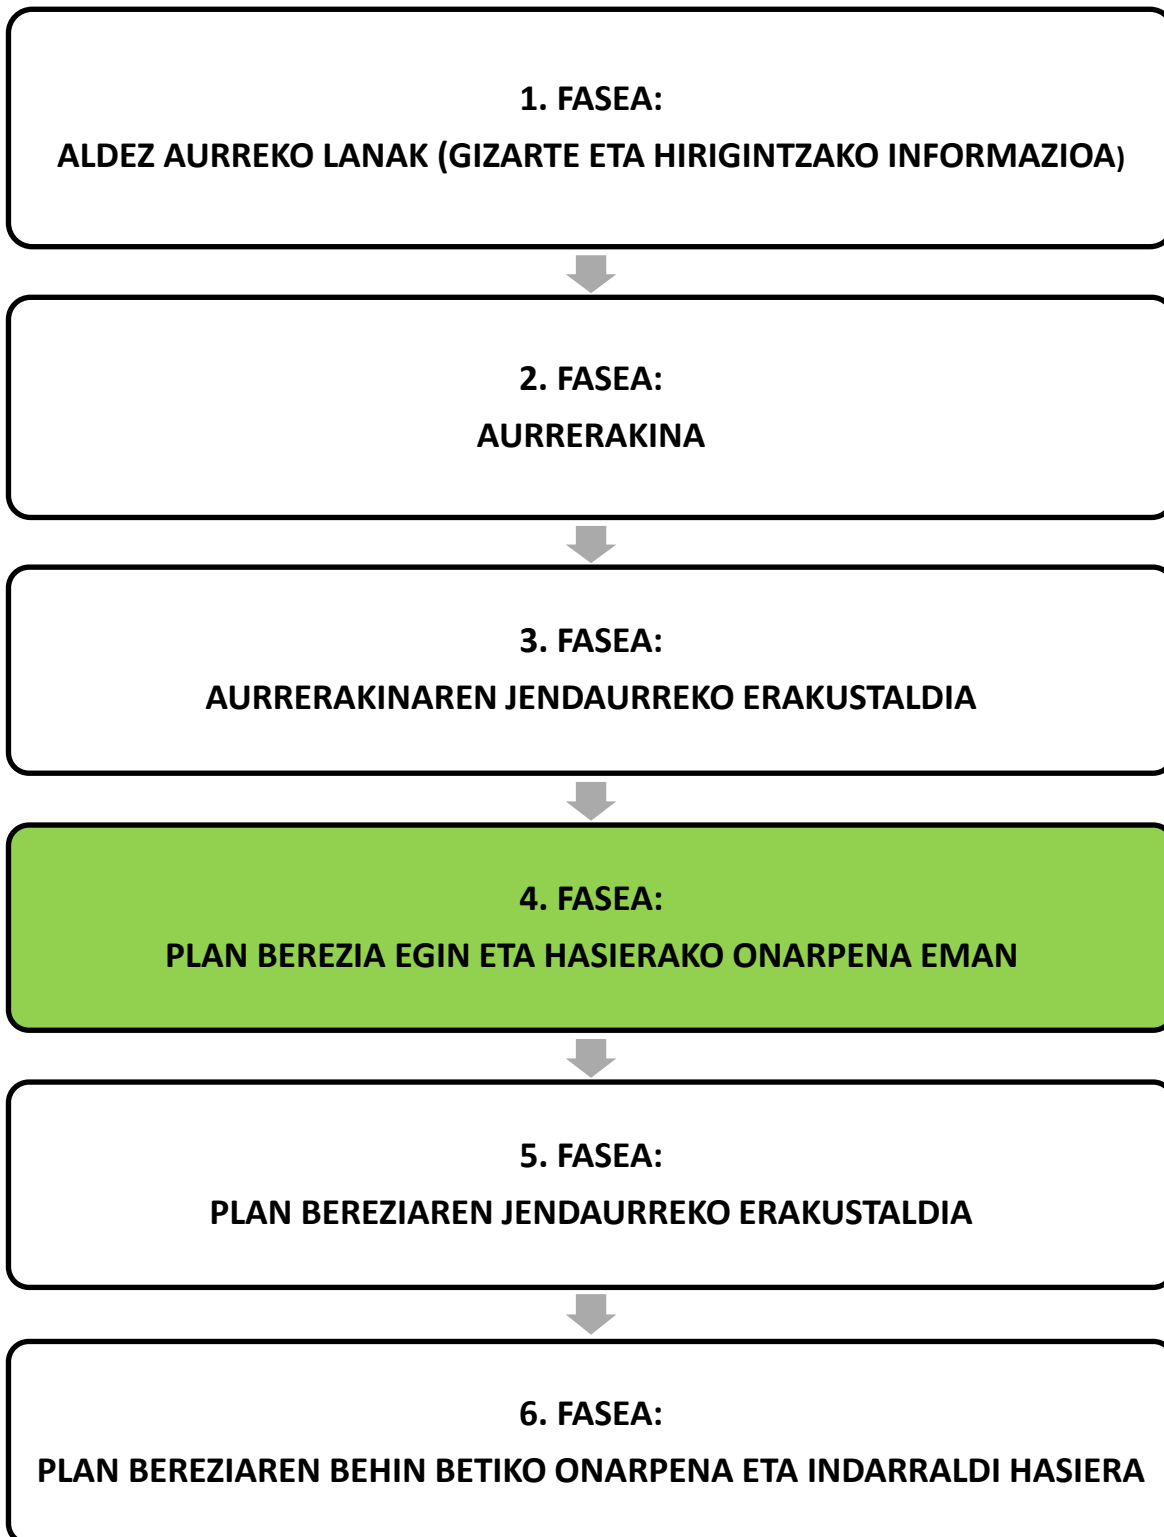 1. FASEA:
ALDEZ AURREKO LANAK (GIZARTE ETA HIRIGINTZAKO INFORMAZIOA)
2. FASEA:
AURRERAKINA
3. FASEA:
AURRERAKINAREN JENDAURREKO ERAKUSTALDIA
4. FASEA:
PLAN BEREZIA EGIN ETA HASIERAKO ONARPENA EMAN
5. FASEA:
PLAN BEREZIAREN JENDAURREKO ERAKUSTALDIA
6. FASEA:
PLAN BEREZIAREN BEHIN BETIKO ONARPENA ETA INDARRALDI HASIERA